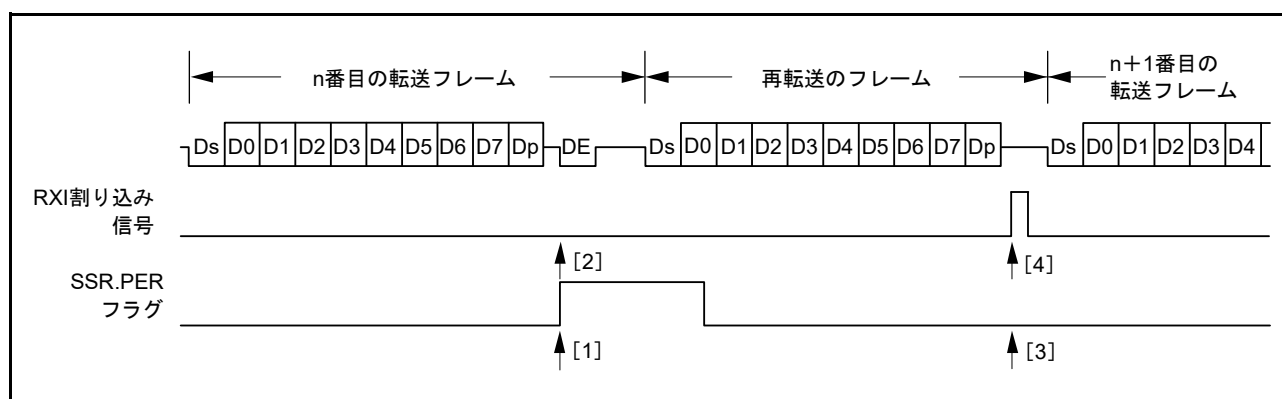 n番目の転送フレーム
再転送のフレーム
n+1番目の
転送フレーム
Ds D0 D1 D2 D3 D4 D5 D6 D7 Dp DE Ds D0 D1 D2 D3 D4 D5 D6 D7 Dp Ds D0 D1 D2 D3 D4
RXI割り込み
信号
[2]
[4]
SSR.PER
フラグ
[1]
[3]